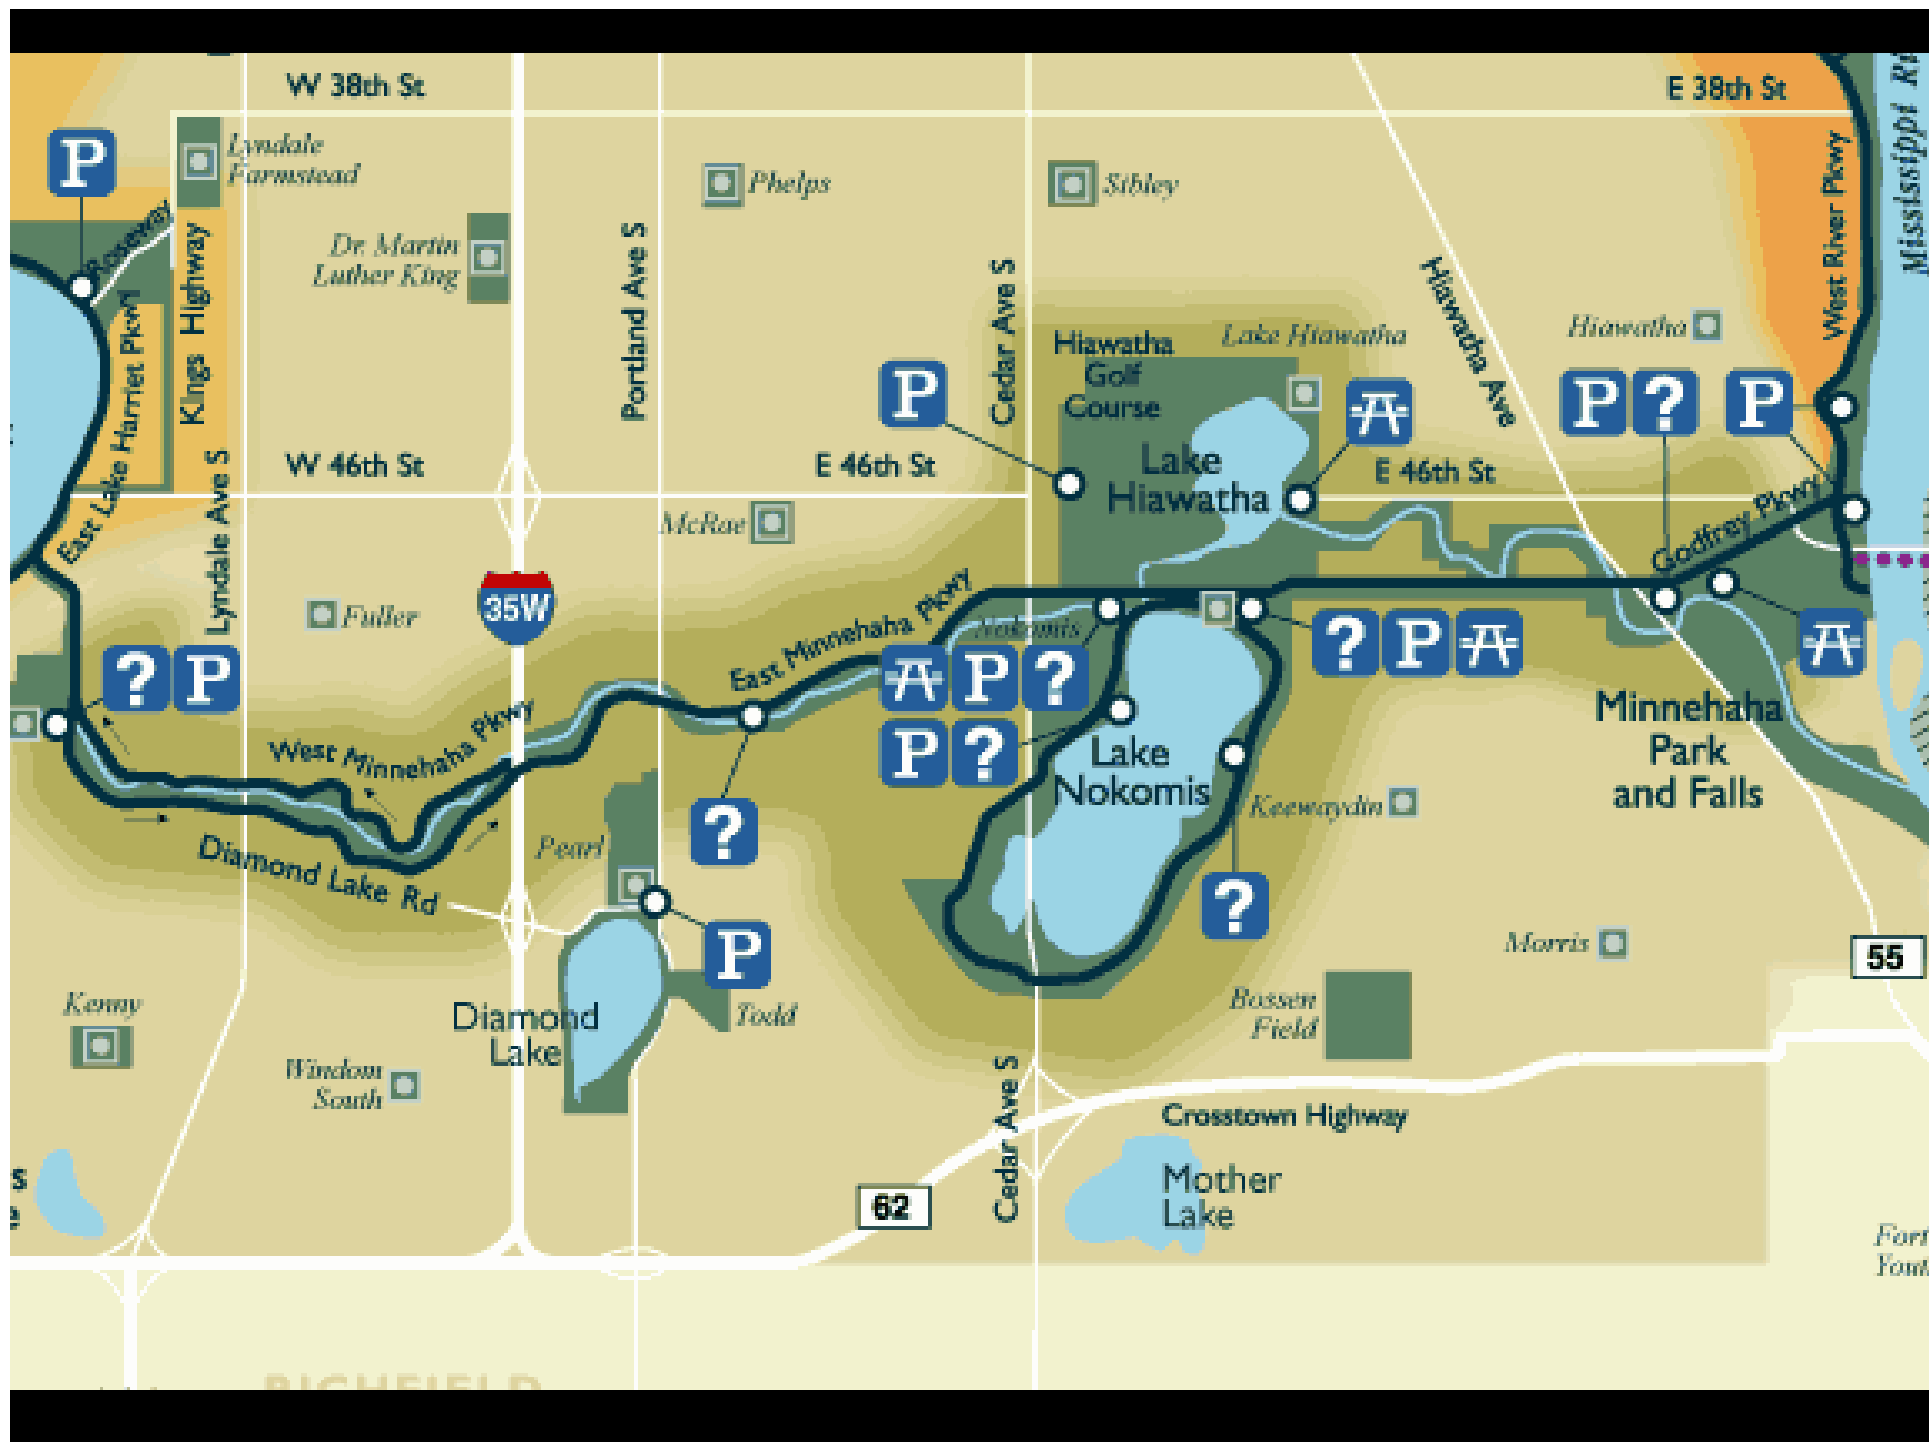 W 38th St
E 38th St
Mississippi
Lyndale
Farmstead
P
Phelps
Sibley
Roseway
Kings Highway
Dr. Martin
Luther King
Portland Ave S
Cedar Ave S
Hiawatha Ave
West River Pkwy
East Lake Harriet Pkwy
Hiawatha
Golf
Course
Lake Hiawatha
Hiawatha
P
P
?
P
Lyndale Ave S
W 46th St
E 46th St
Lake
Hiawatha
E 46th St
McRae
Godfrey Pkwy
Fuller
35W
East Minnehaha Pkwy
Nokomis
? P
P ?
? P
P ?
West Minnehaha Pkwy
Lake
Nokomis
Minnehaha
Park
and Falls
Keewaydin
Diamond Lake Rd
Pearl
?
?
P
Morris
55
Kenny
Diamond
Lake
Todd
Bossen
Field
Windom
South
Cedar Ave S
Crosstown Highway
62
Mother
Lake
s
e
Fort
RICHFIELD